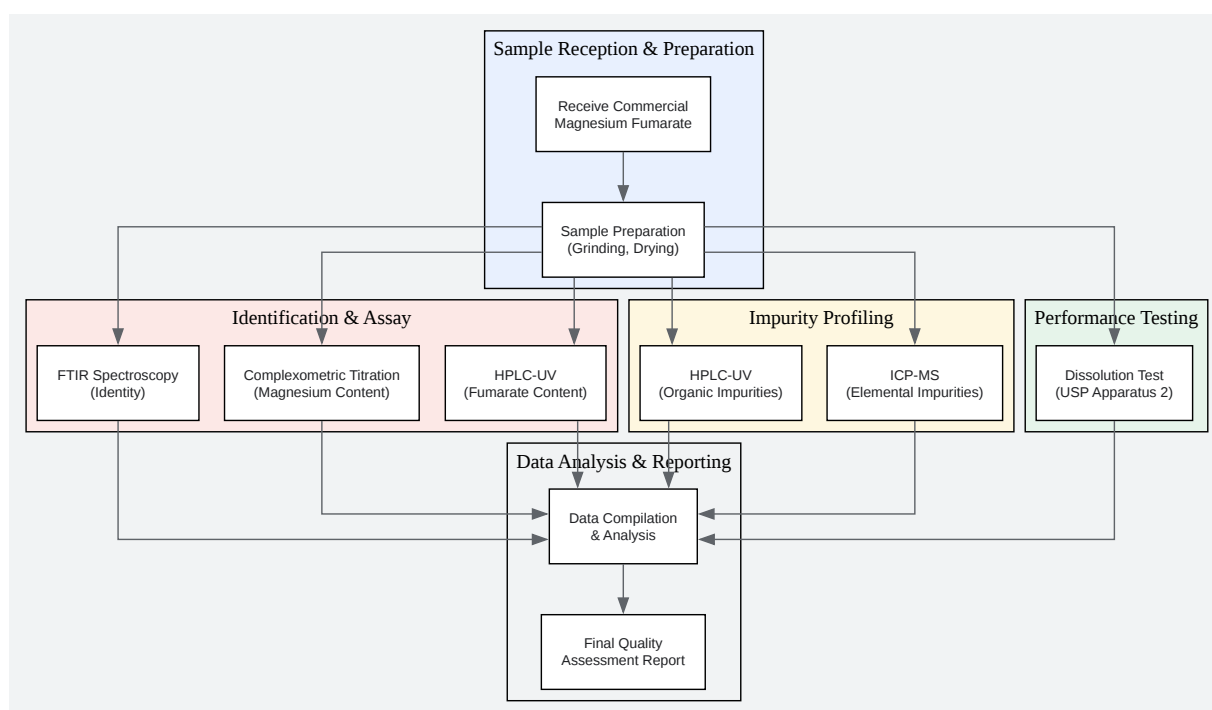 Sample Reception & Preparation
Receive Commercial
Magnesium Fumarate
Sample Preparation
(Grinding, Drying)
Identification & Assay
FTIR Spectroscopy
(Identity)
Complexometric Titration
(Magnesium Content)
HPLC-UV
(Fumarate Content)
Impurity Profiling
HPLC-UV
(Organic Impurities)
ICP-MS
(Elemental Impurities)
Performance Testing
Dissolution Test
(USP Apparatus 2)
Data Analysis & Reporting
Data Compilation
& Analysis
Final Quality
Assessment Report